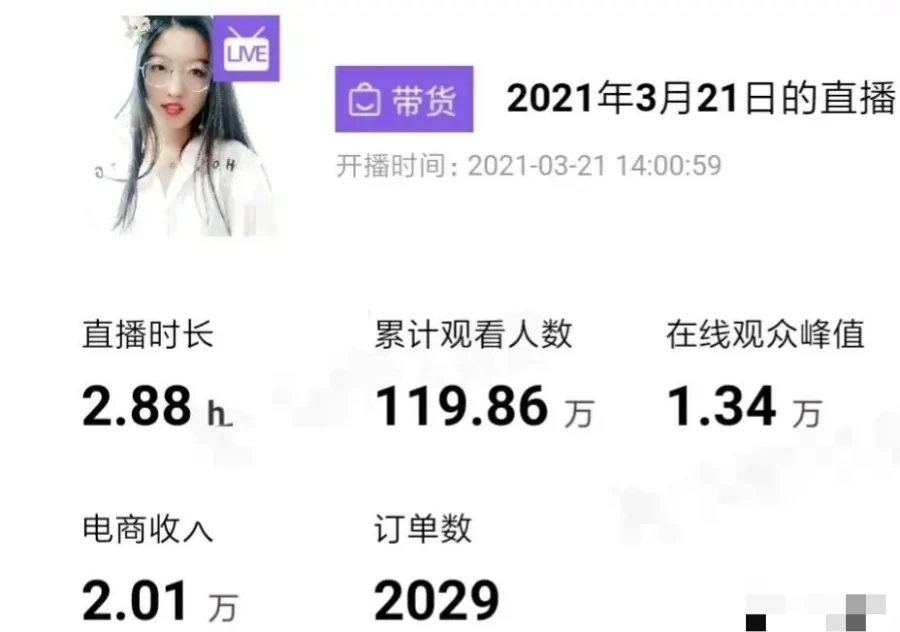 LIVE
带货 2021年3月21日的直播
开播时间：2021-03-21 14:00:59
直播时长 累计观看人数 在线观众峰值
2.88 h 119.86 万 1.34 万
电商收入 订单数
2.01 万 2029